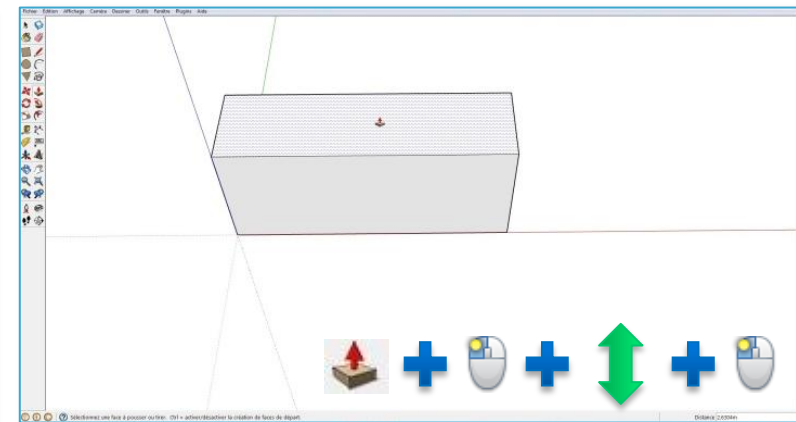 Fichier Edition Affichage Caméra Dessiner Outils Fenêtre Plugins Aide
Sélectionnez une face à pousser ou tirer. Ctrl = activer/désactiver la création de faces de départ.
Distance